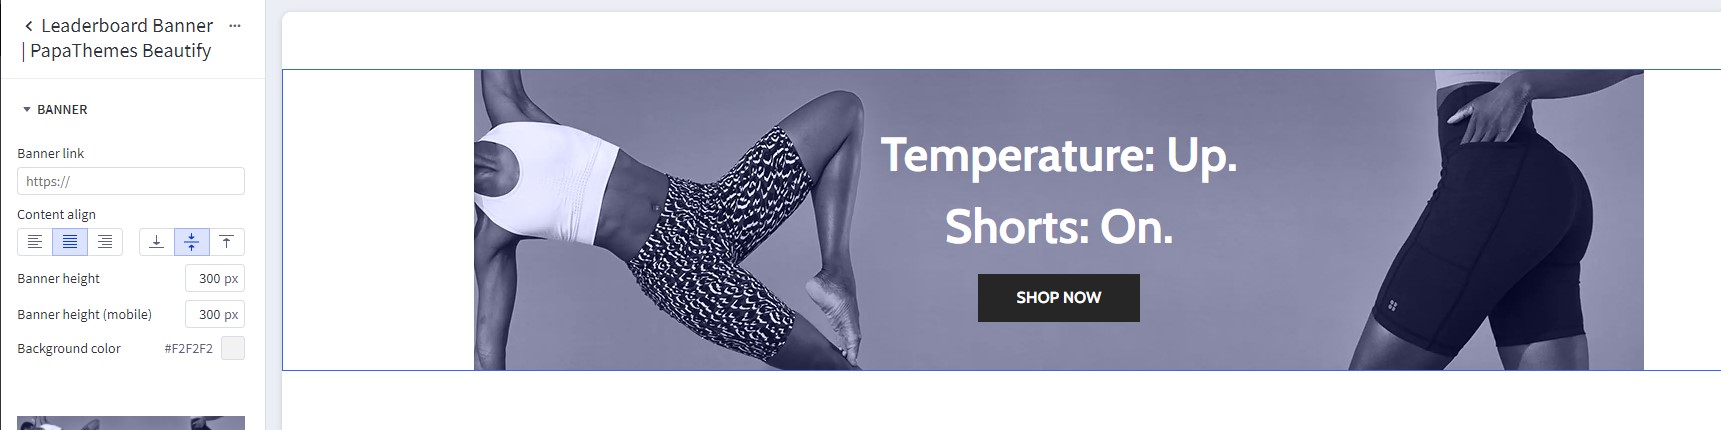 Leaderboard Banner
| PapaThemes Beautify
BANNER
Banner link
https://
Content align
Banner height 300 px
Banner height (mobile) 300 px
Background color #F2F2F2
Temperature: Up.
Shorts: On.
SHOP NOW